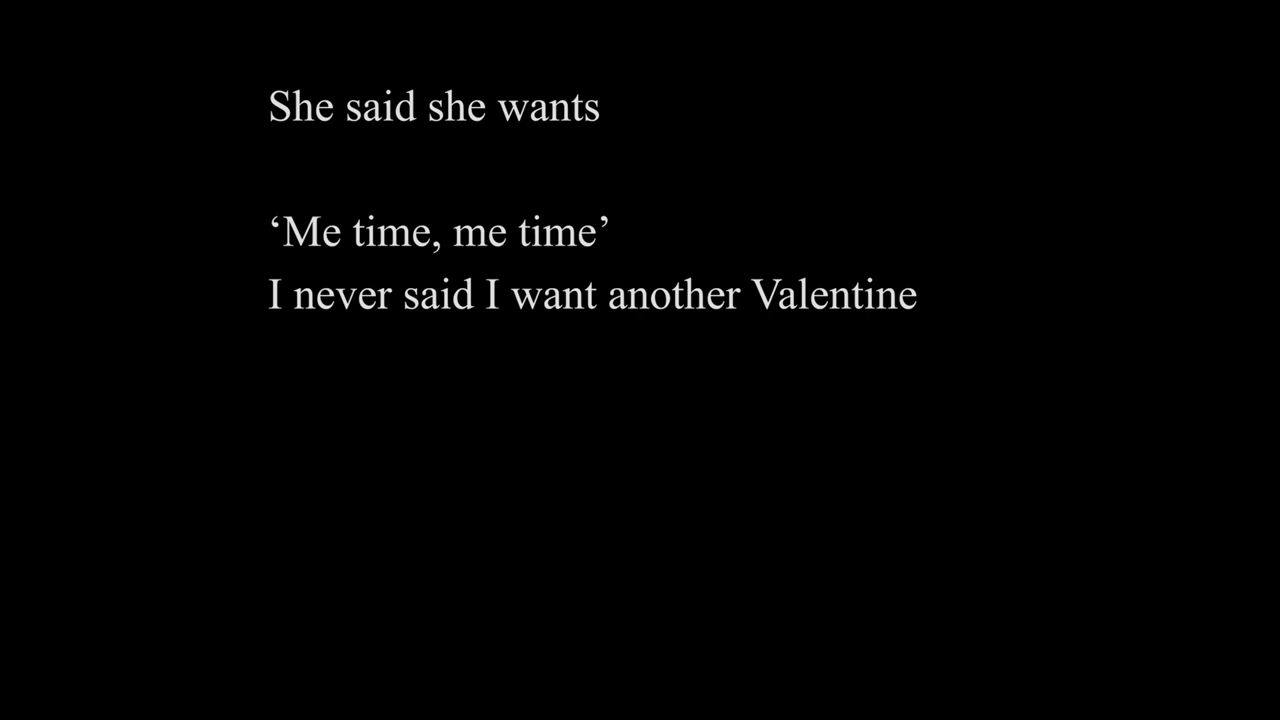 She said she wants
‘Me time, me time’
I never said I want another Valentine